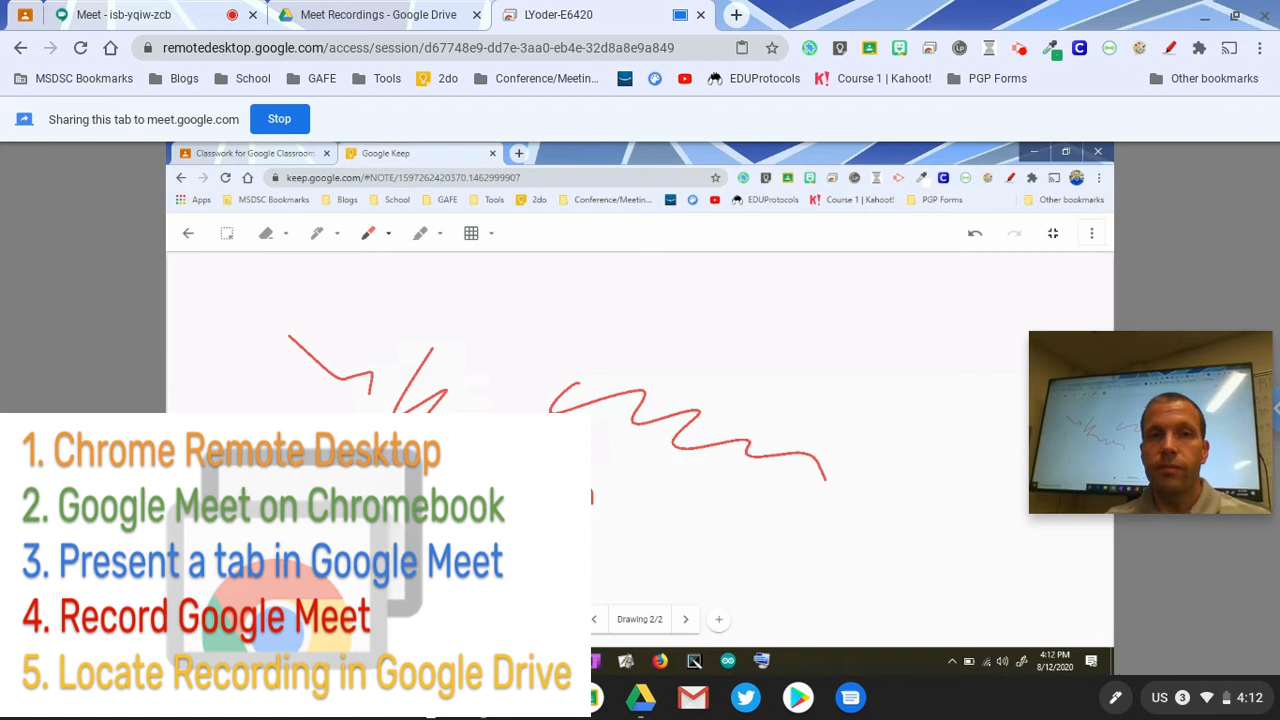 Meet - isb-yqiw-zcb
Meet Recordings - Google Drive
LYoder-E6420
remotedesktop.google.com/access/session/d67748e9-dd7e-3aa0-eb4e-32d8a8e9a849
MSDSC Bookmarks Blogs School GAFE Tools 2do Conference/Meetin... EDUProtocols Course 1 | Kahoot! PGP Forms Other bookmarks
Sharing this tab to meet.google.com Stop
Classwork for Google Classroom Google Keep
keep.google.com/#NOTE/1597262420370.1462999907
Apps MSDSC Bookmarks Blogs School GAFE Tools 2do Conference/Meetin... EDUProtocols Course 1 | Kahoot! PGP Forms Other bookmarks
1. Chrome Remote Desktop
2. Google Meet on Chromebook
3. Present a tab in Google Meet
4. Record Google Meet
5. Locate Recording in Google Drive
Drawing 2/2
4:12 PM
8/12/2020
US 3 4:12